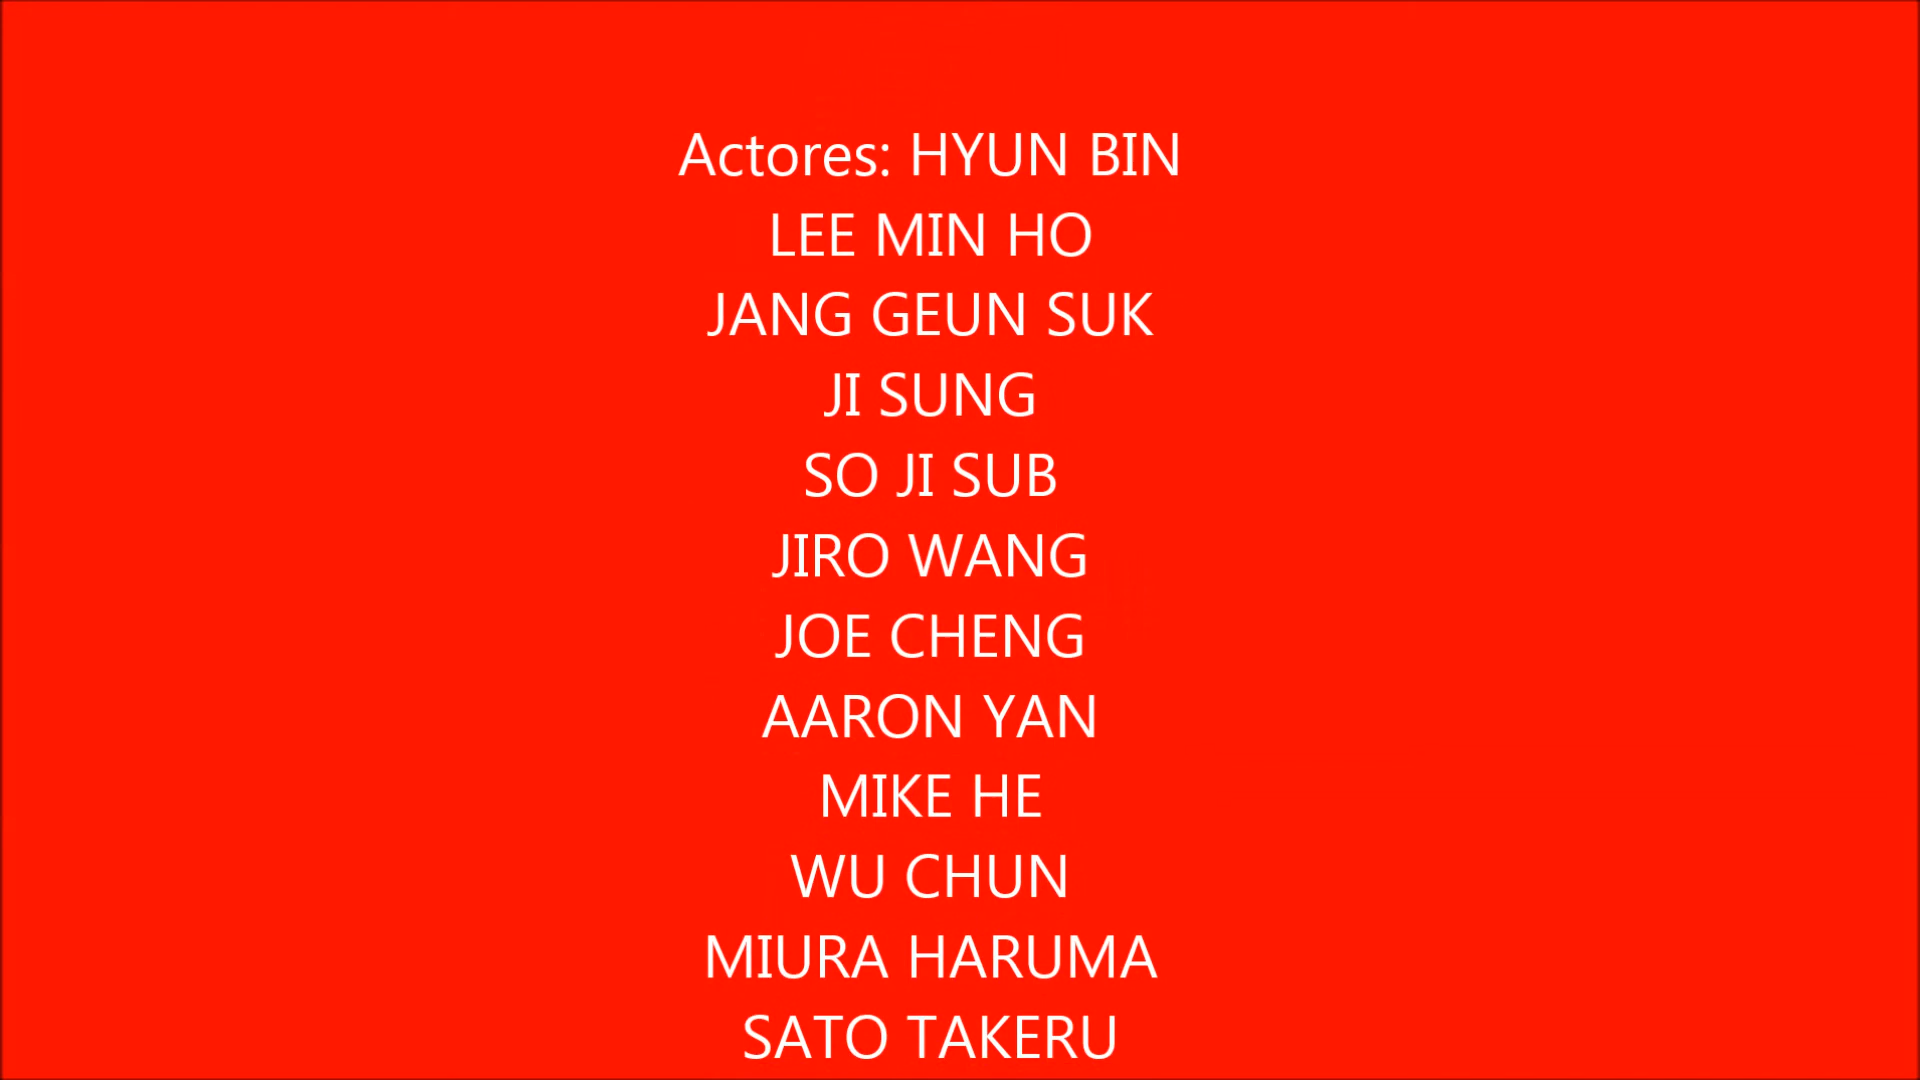 Actores: HYUN BIN
LEE MIN HO
JANG GEUN SUK
JI SUNG
SO JI SUB
JIRO WANG
JOE CHENG
AARON YAN
MIKE HE
WU CHUN
MIURA HARUMA
SATO TAKERU